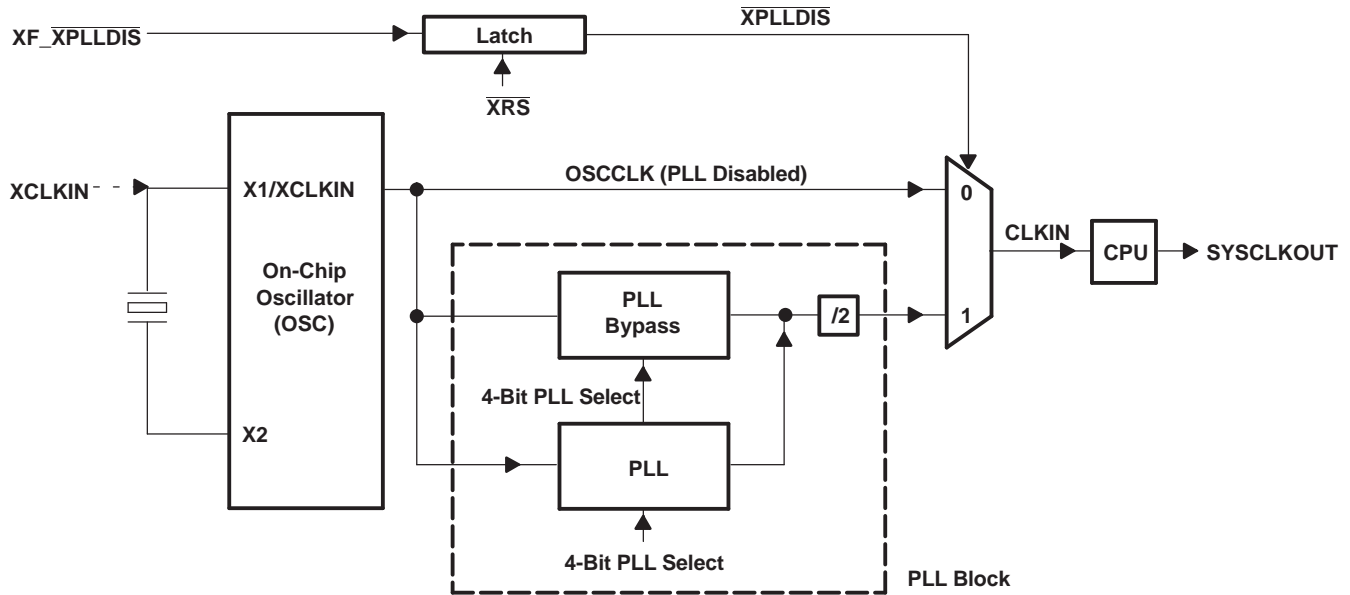 XPLLDIS
XF_XPLLDIS
Latch
XRS
XCLKIN
X1/XCLKIN
OSCCLK (PLL Disabled)
0
CLKIN
CPU
SYSCLKOUT
On-Chip
Oscillator
(OSC)
PLL
Bypass
/2
1
4-Bit PLL Select
X2
PLL
4-Bit PLL Select
PLL Block